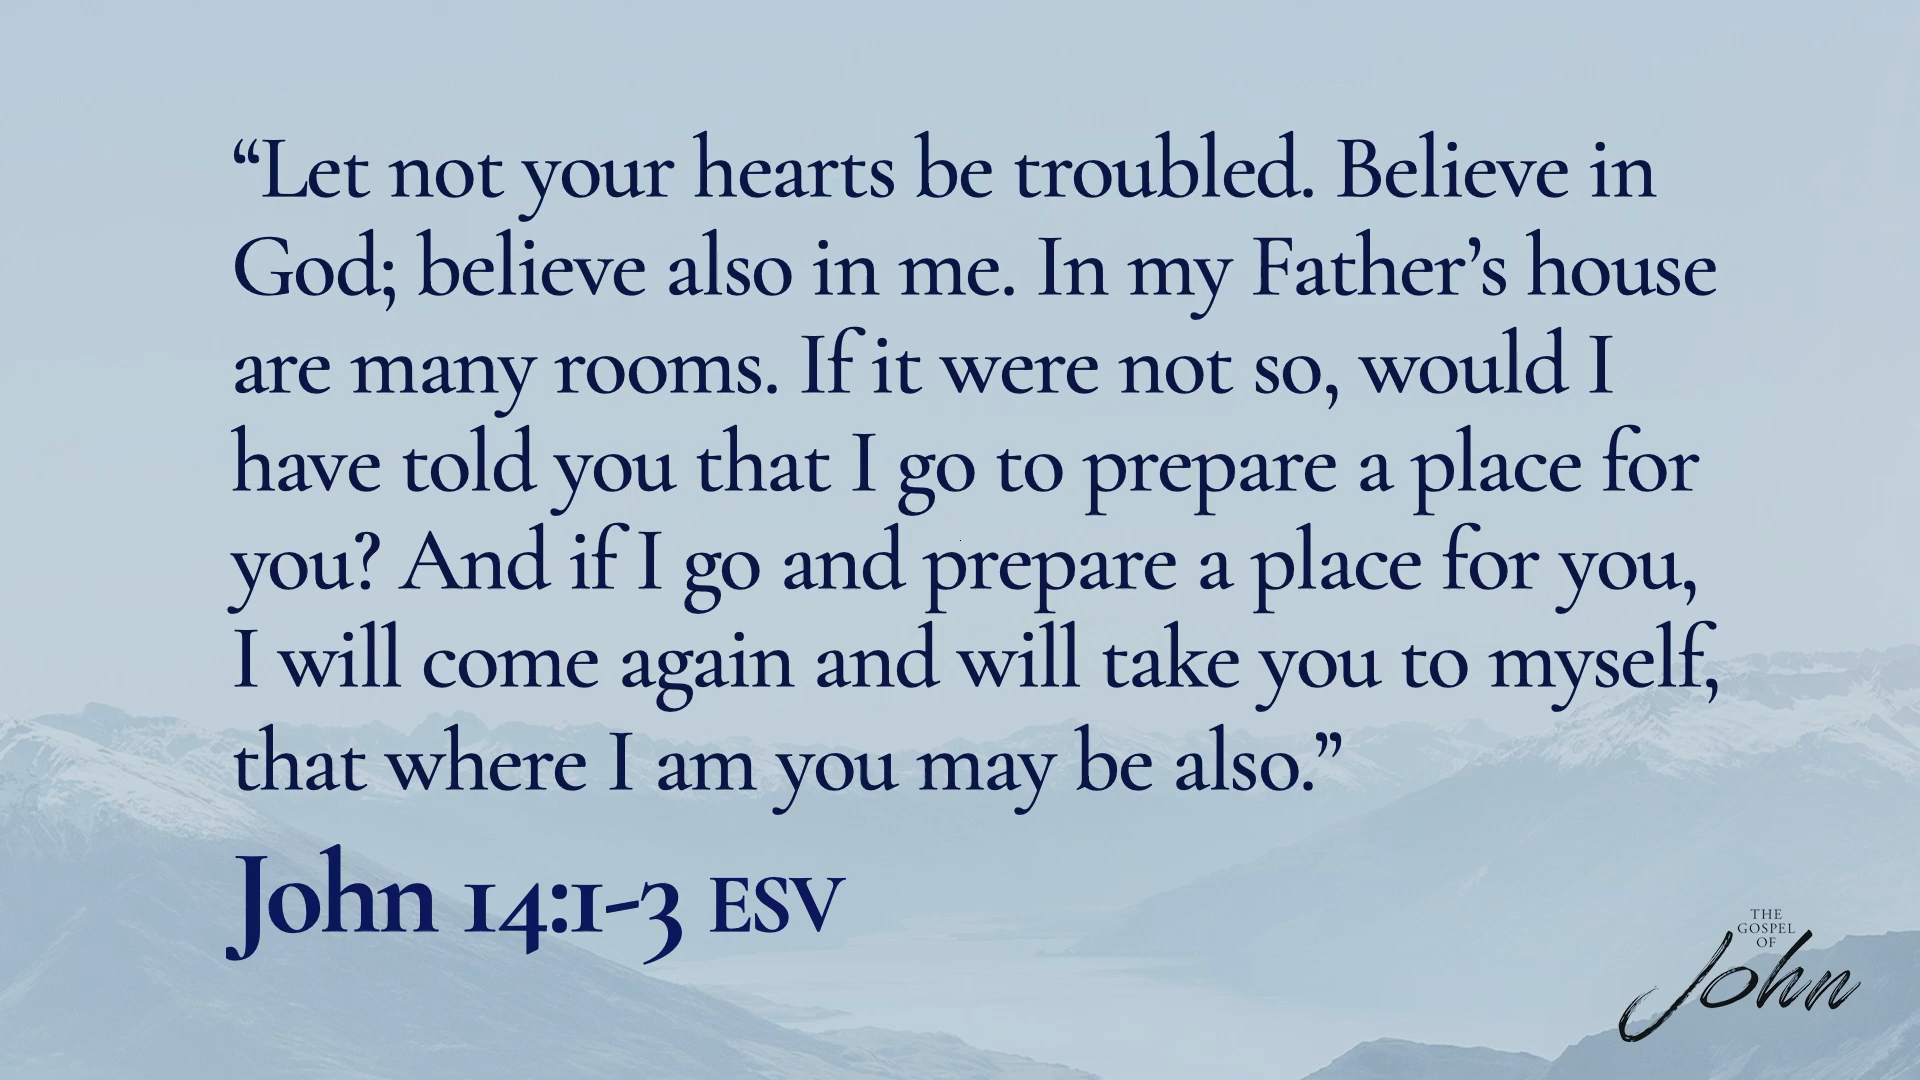 “Let not your hearts be troubled. Believe in
God; believe also in me. In my Father’s house
are many rooms. If it were not so, would I
have told you that I go to prepare a place for
you? And if I go and prepare a place for you,
I will come again and will take you to myself,
that where I am you may be also.”
John 14:1-3 ESV
THE
GOSPEL
OF
John